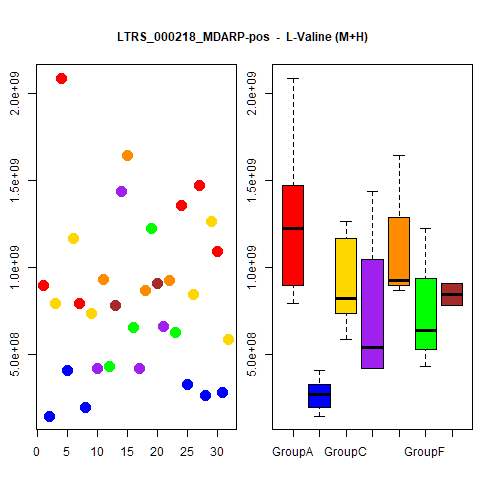 LTRS_000218_MDARP-pos - L-Valine (M+H)
2.0e+09
1.5e+09
1.0e+09
5.0e+08
0 5 10 15 20 25 30
2.0e+09
1.5e+09
1.0e+09
5.0e+08
GroupA GroupC GroupF